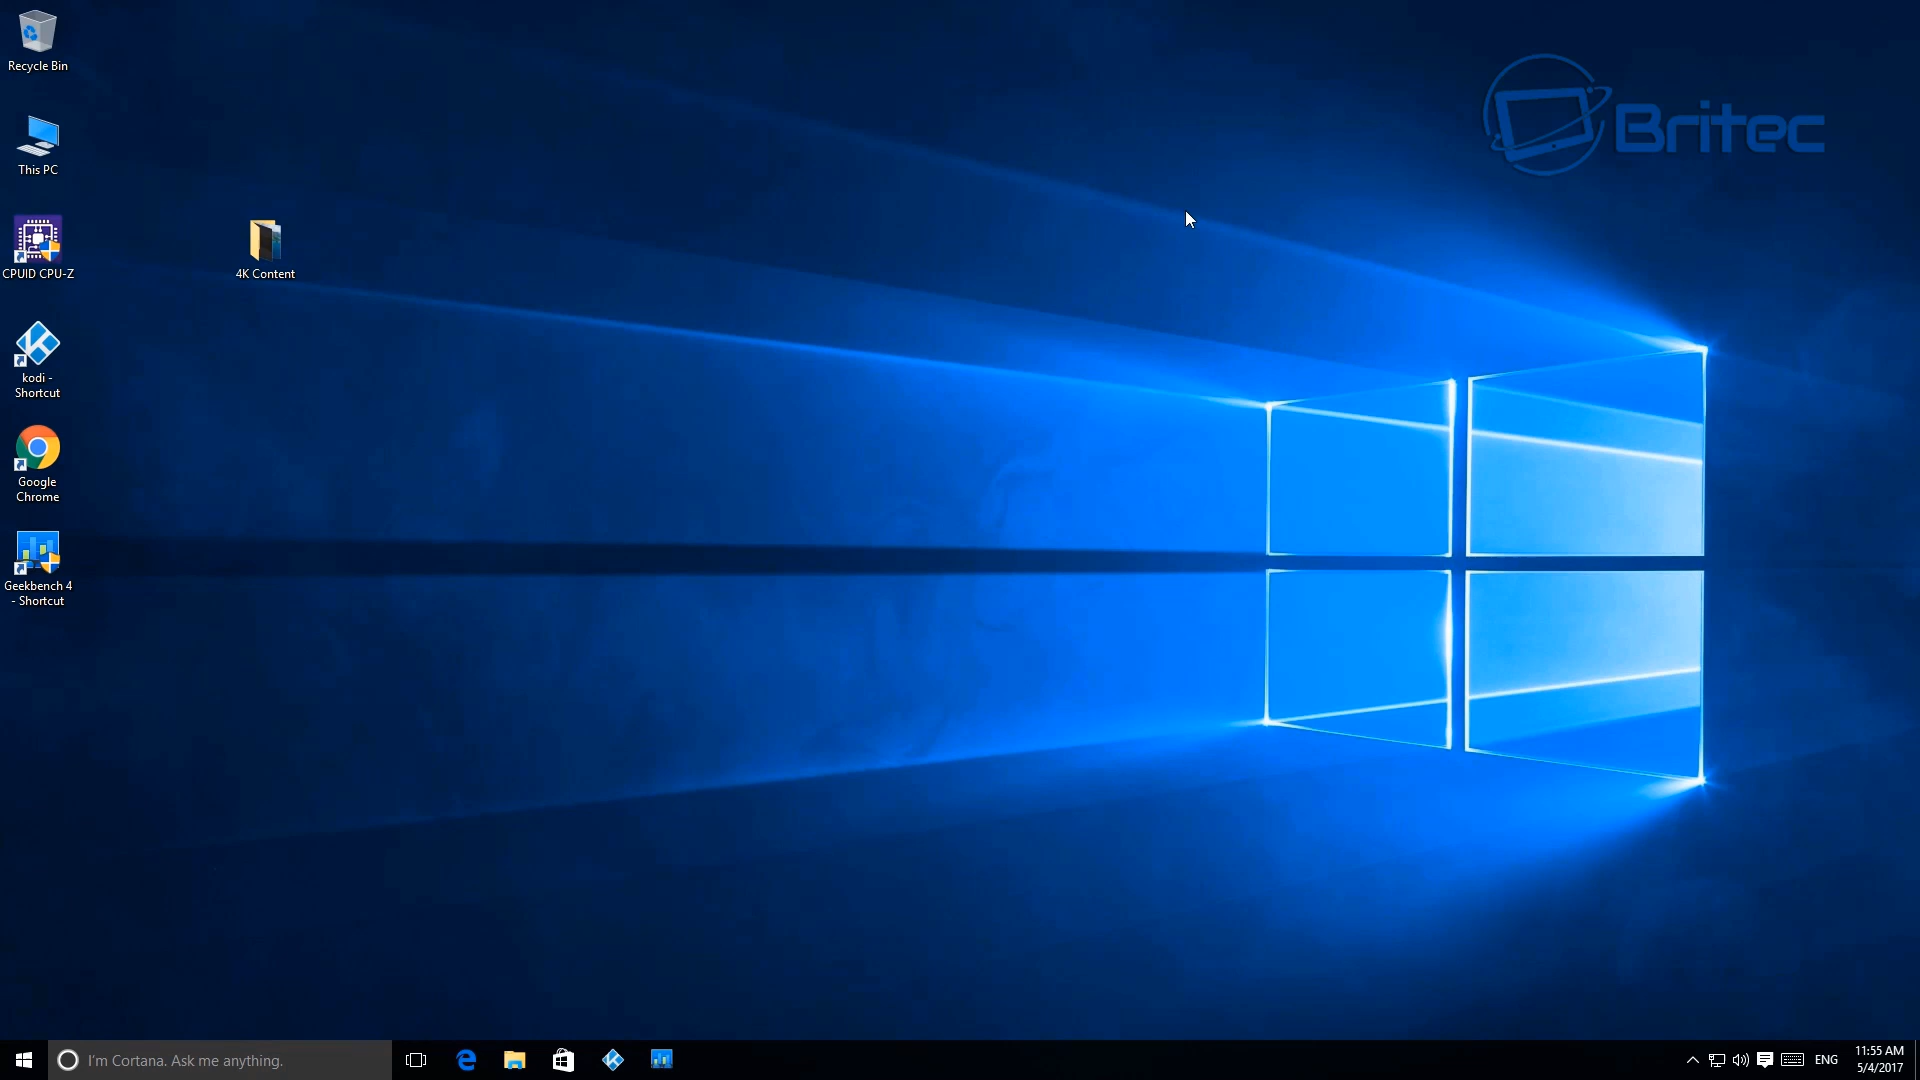 Recycle Bin
Britec
This PC
CPUID CPU-Z
4K Content
kodi -
Shortcut
Google
Chrome
Geekbench 4
- Shortcut
I'm Cortana. Ask me anything.
ENG
11:55 AM
5/4/2017